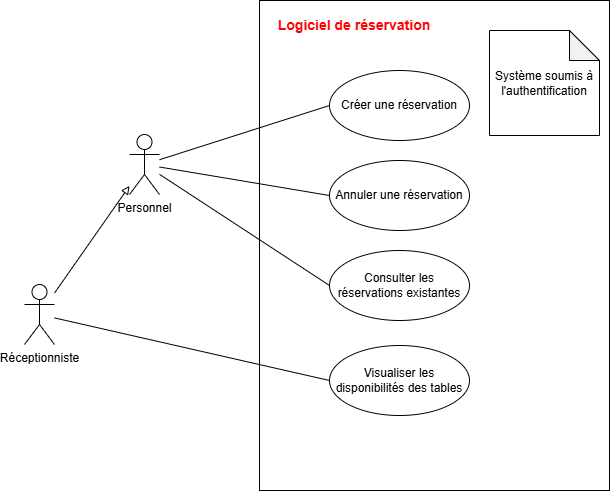 Logiciel de réservation
Système soumis à
l'authentification
Créer une réservation
Annuler une réservation
Personnel
Consulter les
réservations existantes
Réceptionniste
Visualiser les
disponibilités des tables